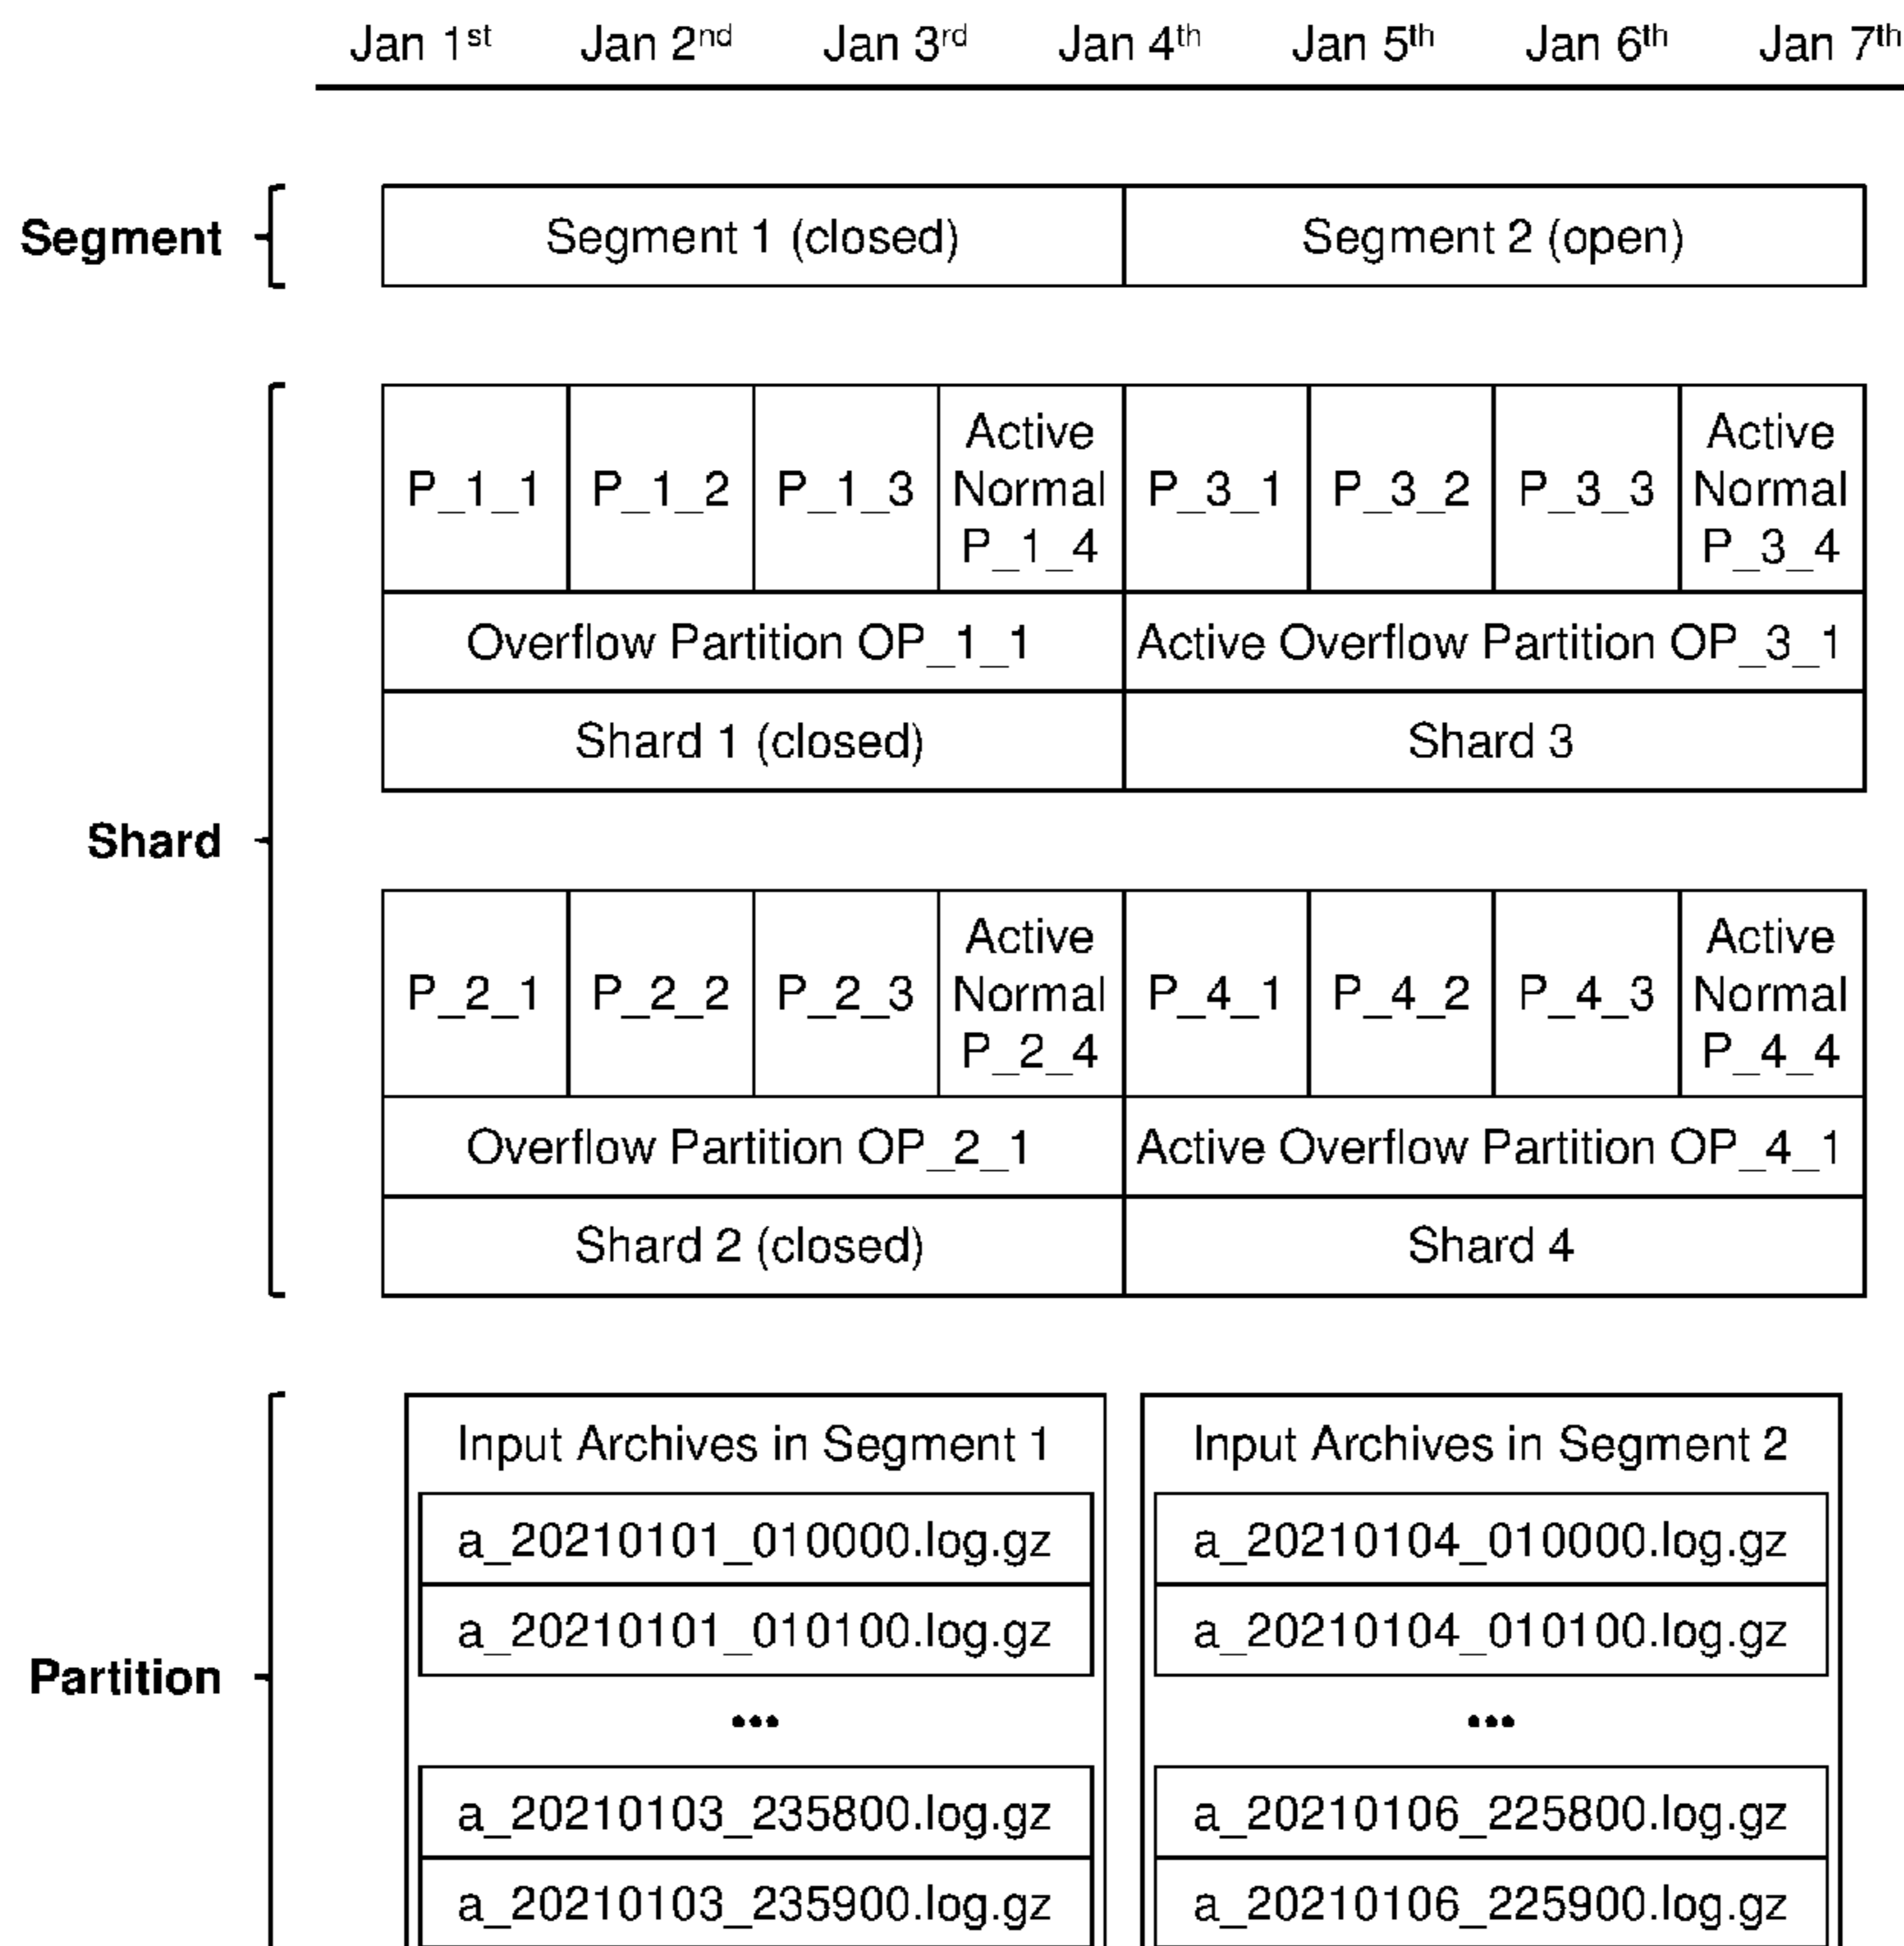 Jan 1st Jan 2nd Jan 3rd Jan 4th Jan 5th Jan 6th Jan 7th
Segment
Segment 1 (closed) Segment 2 (open)
Shard
P_1_1 P_1_2 P_1_3
Active
Normal
P_1_4
P_3_1 P_3_2 P_3_3
Active
Normal
P_3_4
Overflow Partition OP_1_1 Active Overflow Partition OP_3_1
Shard 1 (closed) Shard 3
P_2_1 P_2_2 P_2_3
Active
Normal
P_2_4
P_4_1 P_4_2 P_4_3
Active
Normal
P_4_4
Overflow Partition OP_2_1 Active Overflow Partition OP_4_1
Shard 2 (closed) Shard 4
Partition
Input Archives in Segment 1
a_20210101_010000.log.gz
a_20210101_010100.log.gz
•••
a_20210103_235800.log.gz
a_20210103_235900.log.gz
Input Archives in Segment 2
a_20210104_010000.log.gz
a_20210104_010100.log.gz
•••
a_20210106_225800.log.gz
a_20210106_225900.log.gz